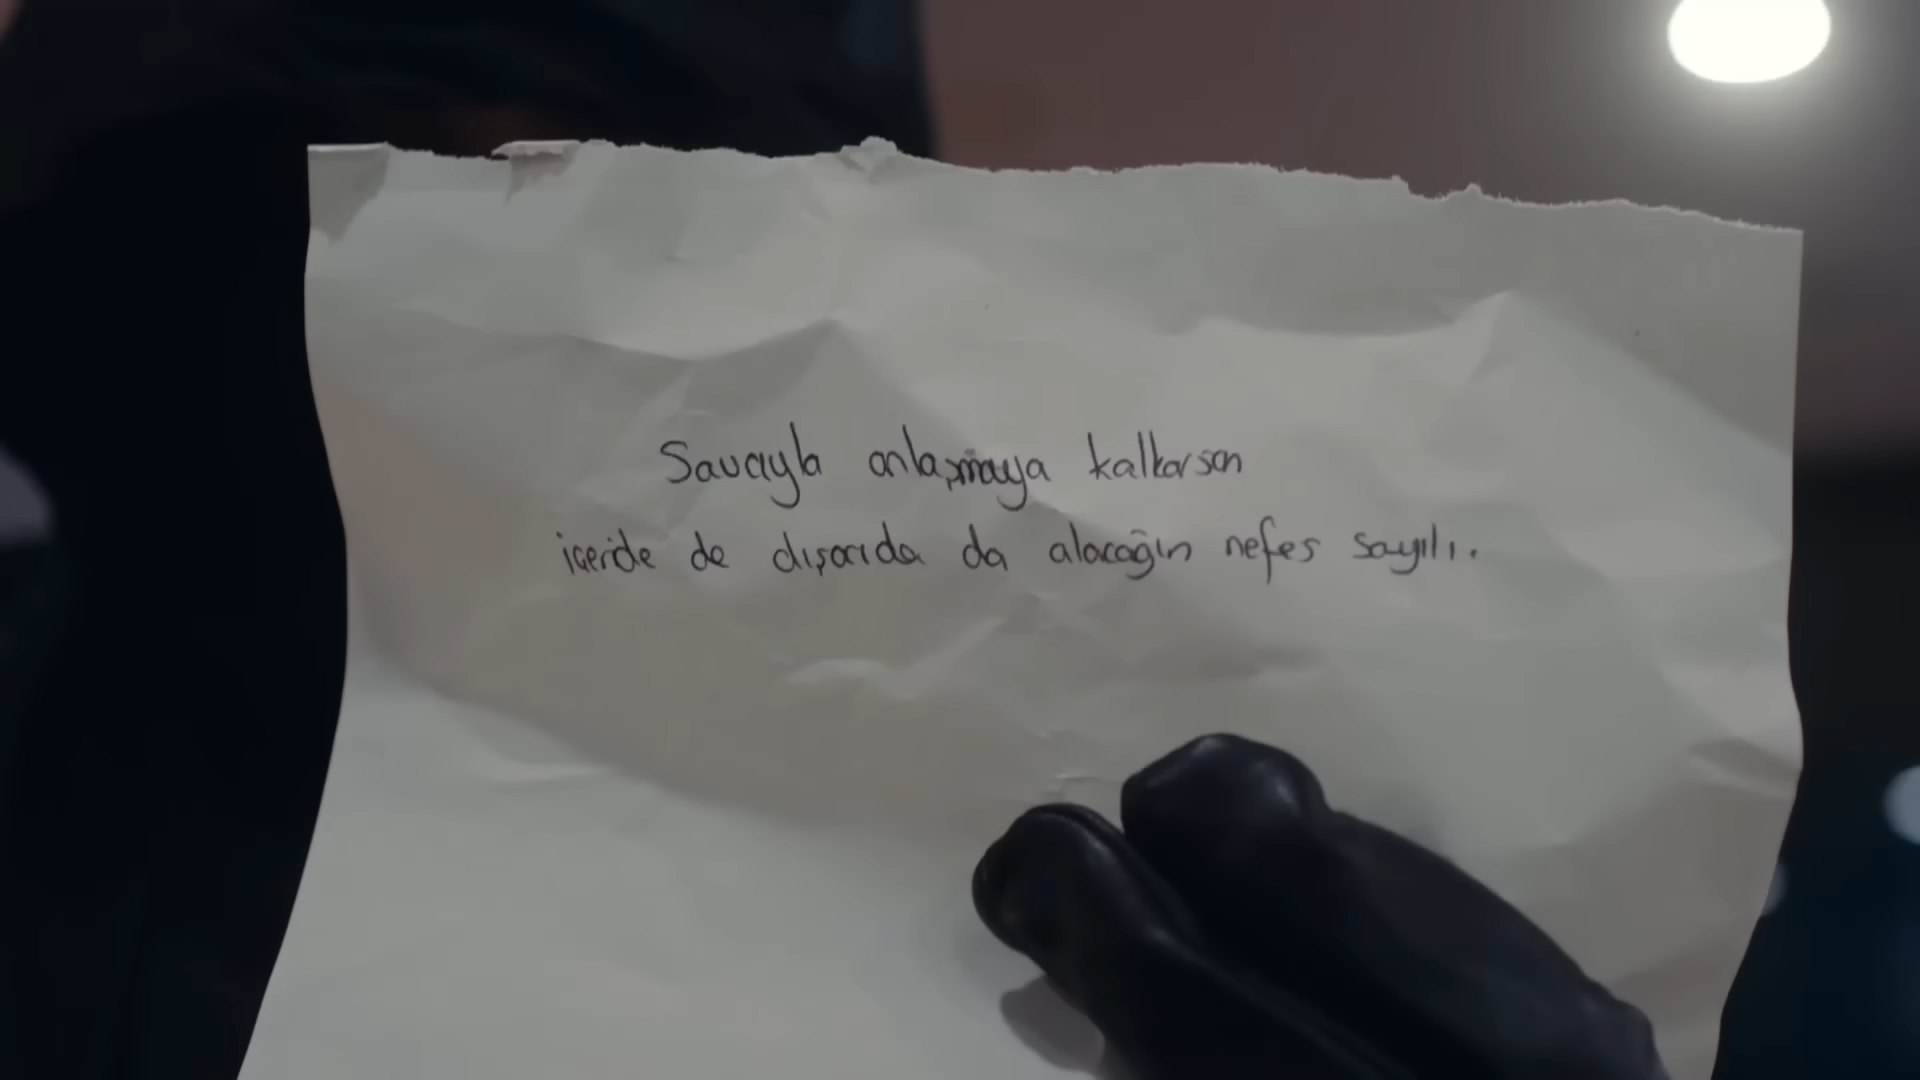 Savcıyla anlaşmaya kalkarsan
içeride de dışarıda da alacağın nefes sayılı.